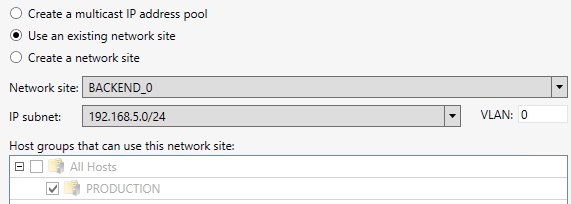 Create a multicast IP address pool
Use an existing network site
Create a network site
Network site: BACKEND_0
IP subnet: 192.168.5.0/24 VLAN: 0
Host groups that can use this network site:
All Hosts
PRODUCTION